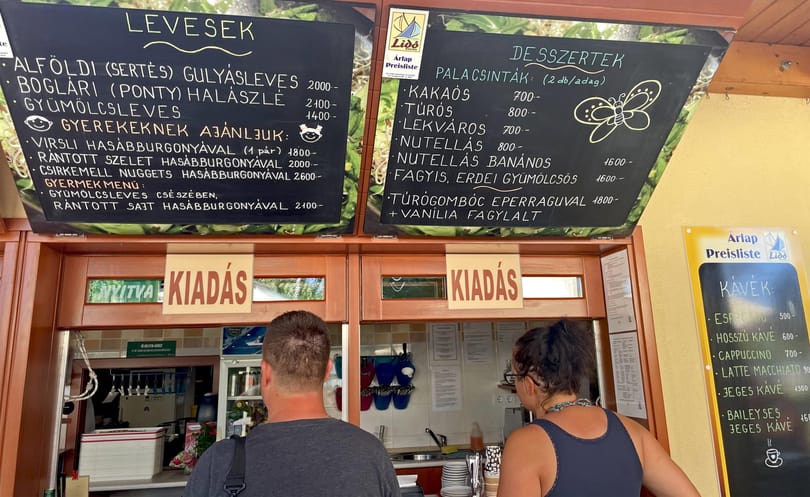 LEVESEK
ALFÖLDI (SERTÉS) GULYÁSLEVES 2000-
BOGLÁRI (PONTY) HALÁSZLÉ 2100-
GYÜMÖLCSLEVES 1400-
GYEREKEKNEK AJÁNLJUK:
VIRSLI HASÁBBURGONYÁVAL (1 pár) 1800-
RÁNTOTT SZELET HASÁBBURGONYÁVAL 2000-
CSIRKEMELL NUGGETS HASÁBBURGONYÁVAL 2600-
GYERMEKMENÜ:
GYÜMÖLCSLEVES CSÉSZÉBEN,
RÁNTOTT SAJT HASÁBBURGONYÁVAL 2100-
Lidó
Árlap
Preisliste
DESSZERTEK
PALACSINTÁK: (2 db/adag)
KAKAÓS 700-
TÚRÓS 800-
LEKVÁROS 700-
NUTELLÁS 800-
NUTELLÁS BANÁNOS 1600-
FAGYIS, ERDEI GYÜMÖLCSÖS 1600-
TÚRÓGOMBÓC EPERRAGUVAL 1800-
+ VANÍLIA FAGYLALT
NYITVA
KIADÁS
KIADÁS
Árlap
Preisliste
Lidó
KÁVÉK:
ESPRESSO 500-
HOSSZÚ KÁVÉ 600-
CAPPUCCINO 700
LATTE MACCHIATO
JEGES KÁVÉ
BAILEYSES
JEGES KÁVÉ